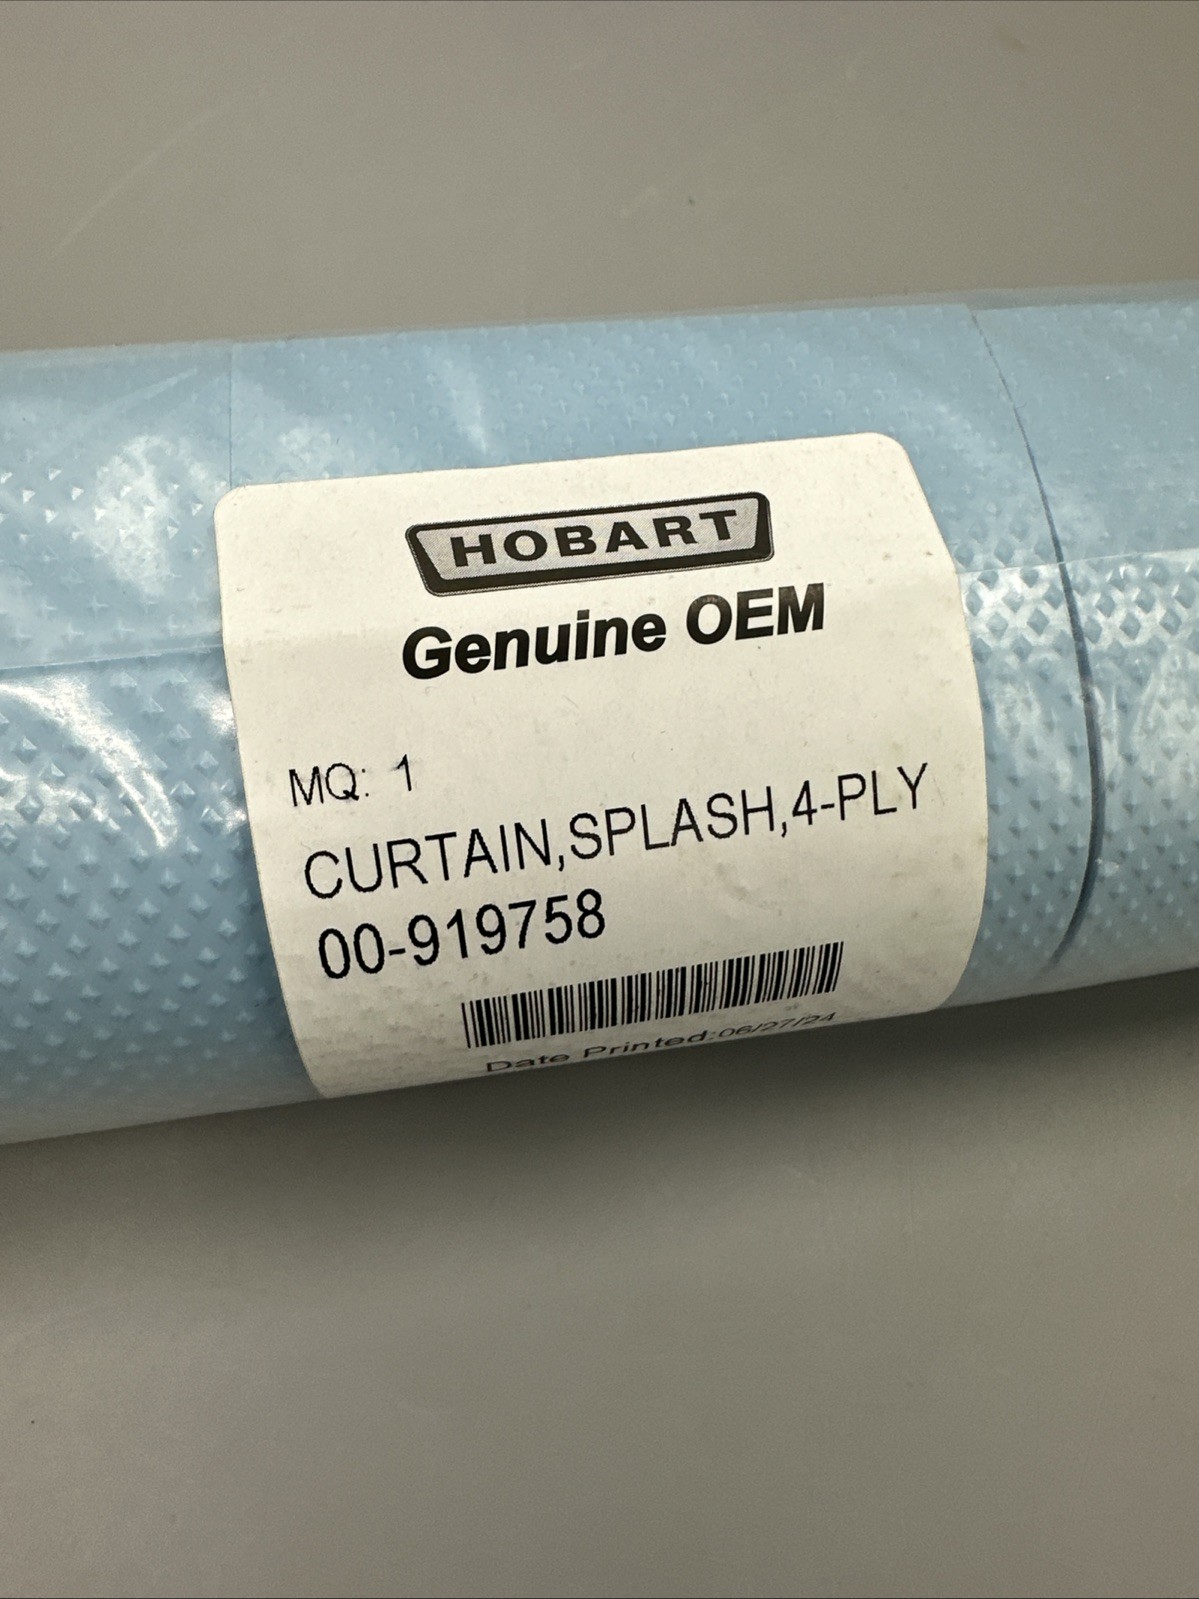 HOBART
Genuine OEM
MQ: 1
CURTAIN,SPLASH,4-PLY
00-919758
Date Printed:06/27/24